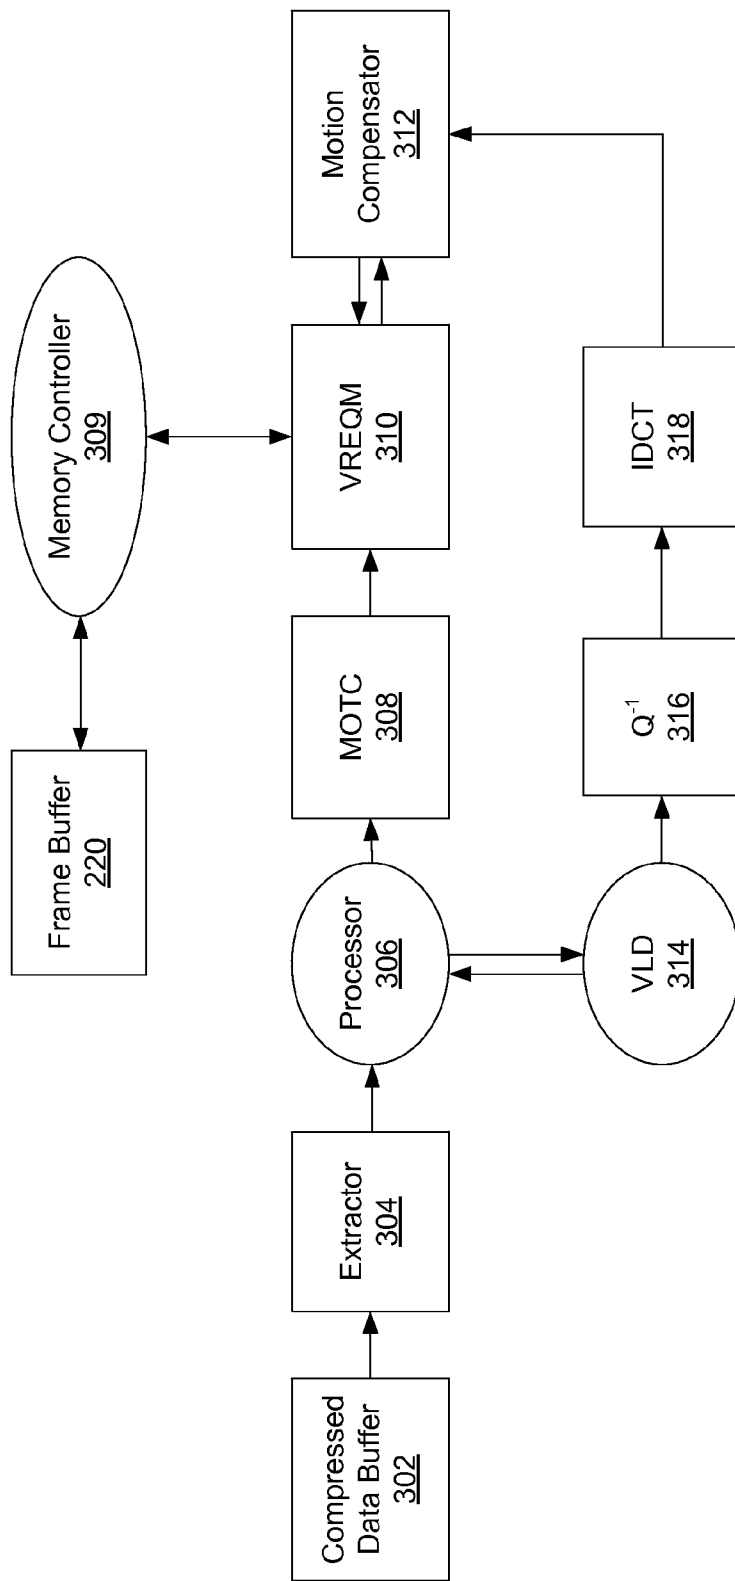 Frame Buffer
220
Memory Controller
309
Compressed
Data Buffer
302
Extractor
304
Processor
306
MOTC
308
VREQM
310
Motion
Compensator
312
VLD
314
Q⁻¹
316
IDCT
318